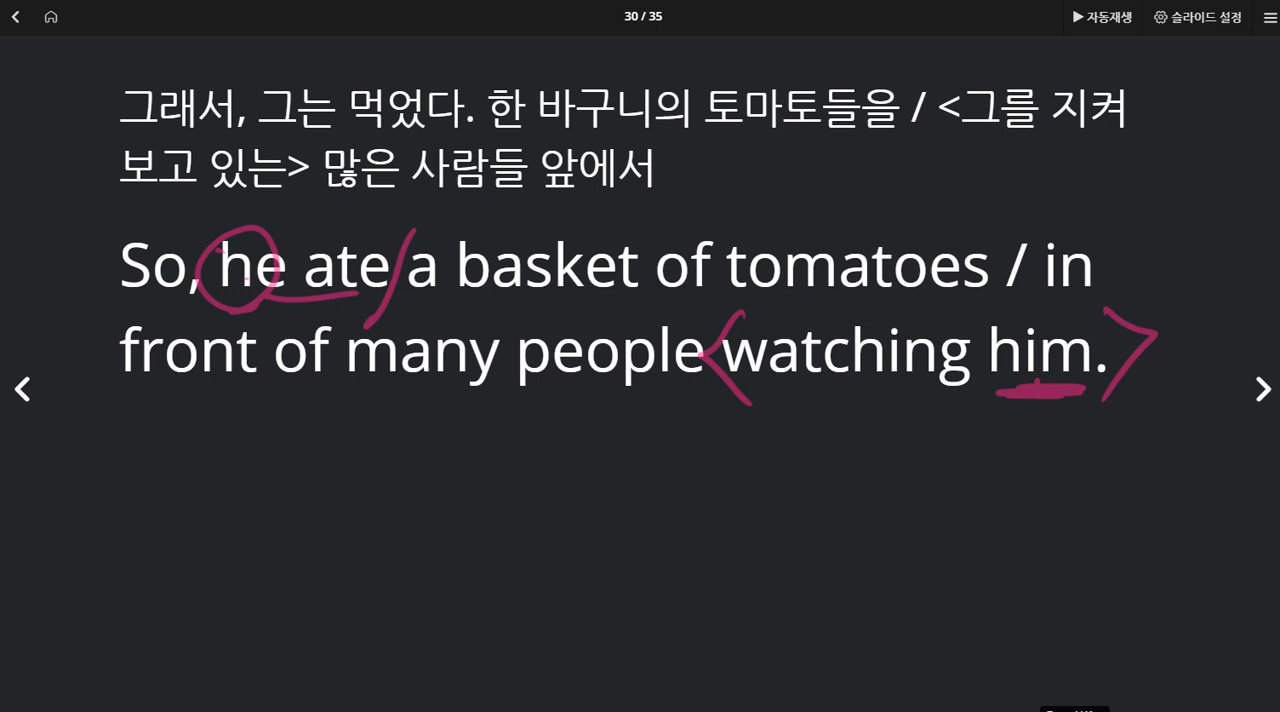 30 / 35
자동재생
슬라이드 설정
그래서, 그는 먹었다. 한 바구니의 토마토들을 / <그를 지켜
보고 있는> 많은 사람들 앞에서
So, he ate a basket of tomatoes / in
front of many people watching him.